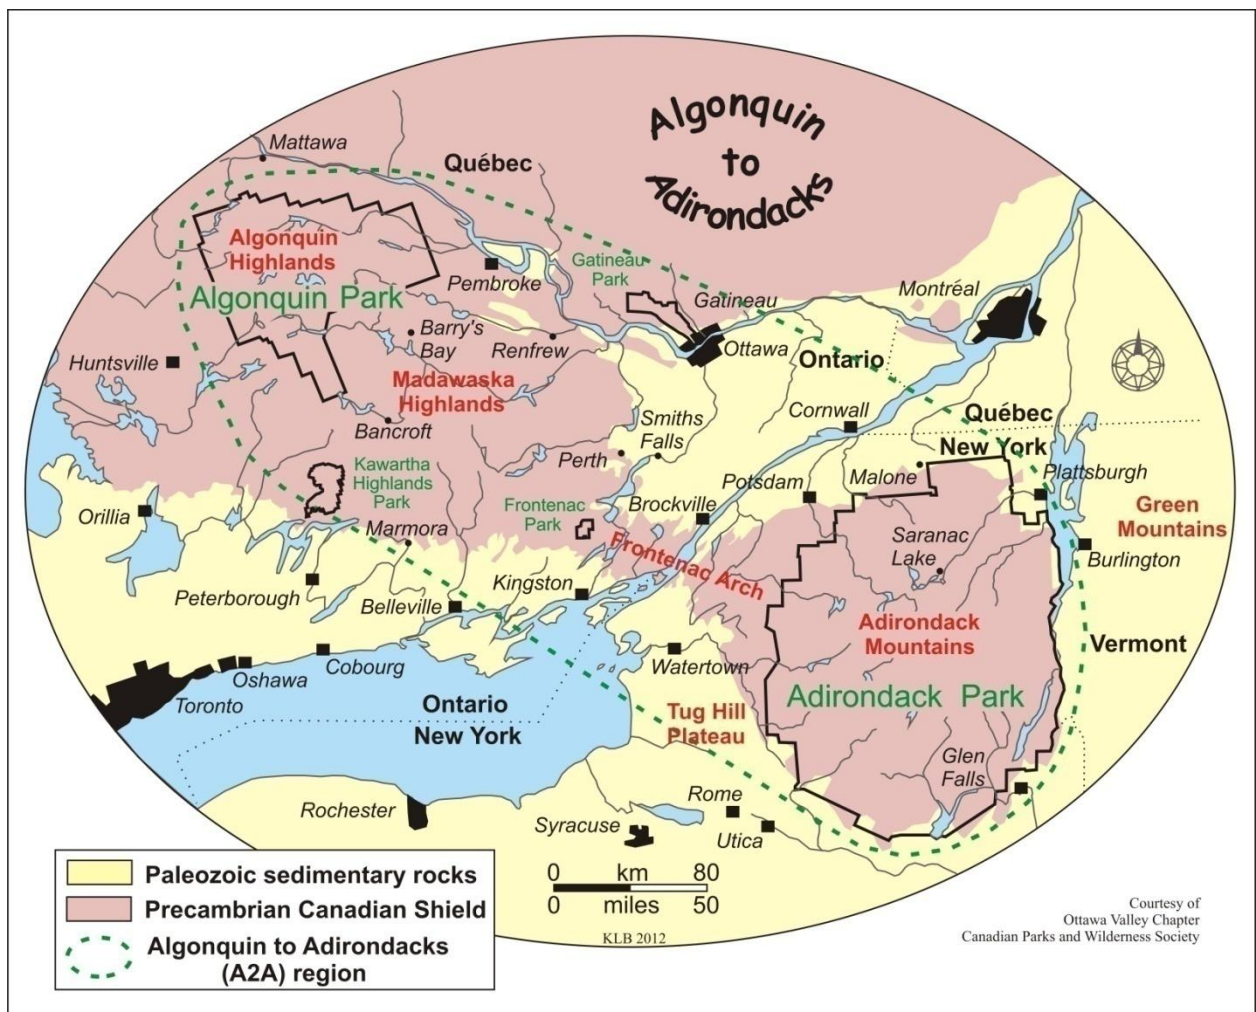 Algonquin
to
Adirondacks
Mattawa
Québec
Algonquin
Highlands
Algonquin Park
Pembroke
Gatineau
Park
Gatineau
Montréal
Barry's
Bay
Renfrew
Ottawa
Ontario
Huntsville
Madawaska
Highlands
Bancroft
Smiths
Falls
Cornwall
Québec
New York
Perth
Kawartha
Highlands
Park
Malone
Plattsburgh
Potsdam
Brockville
Frontenac
Park
Orillia
Marmora
Green
Mountains
Saranac
Lake
Burlington
Frontenac Arch
Kingston
Peterborough
Belleville
Adirondack
Mountains
Vermont
Watertown
Cobourg
Oshawa
Toronto
Adirondack Park
Ontario
New York
Tug Hill
Plateau
Glen
Falls
Rome
Rochester
Syracuse
Utica
0 km 80
0 miles 50
KLB 2012
Paleozoic sedimentary rocks
Precambrian Canadian Shield
Algonquin to Adirondacks
(A2A) region
Courtesy of
Ottawa Valley Chapter
Canadian Parks and Wilderness Society